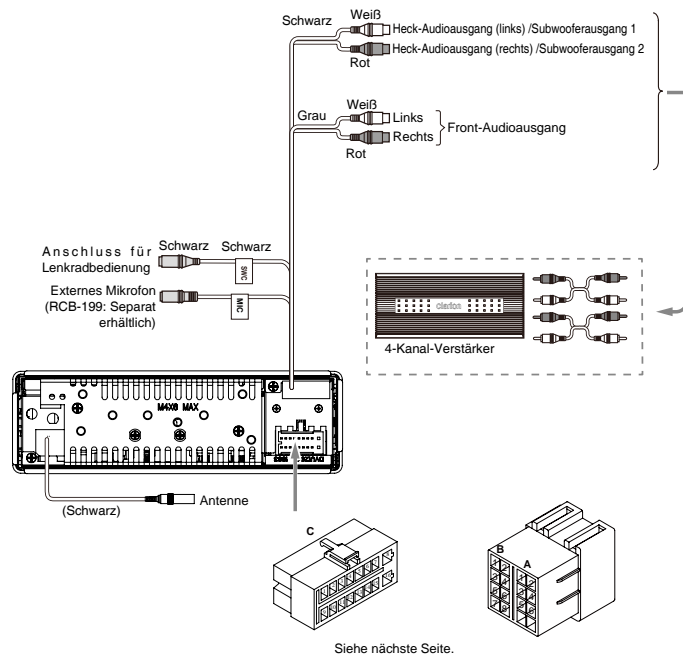 Schwarz
Weiß
Heck-Audioausgang (links) /Subwooferausgang 1
Heck-Audioausgang (rechts) /Subwooferausgang 2
Rot
Grau
Weiß
Links
Rechts
Front-Audioausgang
Rot
Anschluss für
Lenkradbedienung
Schwarz
Schwarz
SWC
Externes Mikrofon
(RCB-199: Separat
erhältlich)
MIC
clarion
4-Kanal-Verstärker
M4X6 MAX
(Schwarz)
Antenne
C
B
A
Siehe nächste Seite.